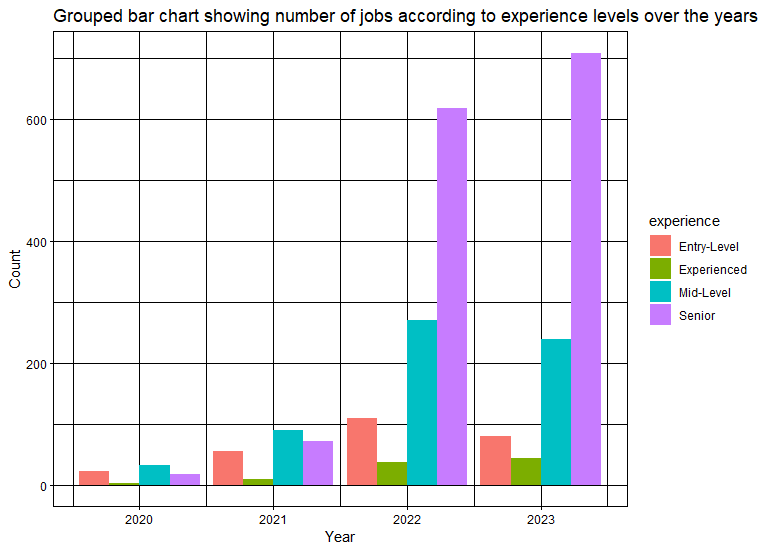 Grouped bar chart showing number of jobs according to experience levels over the years
600
400
200
0
Count
2020 2021 2022 2023
Year
experience
Entry-Level
Experienced
Mid-Level
Senior